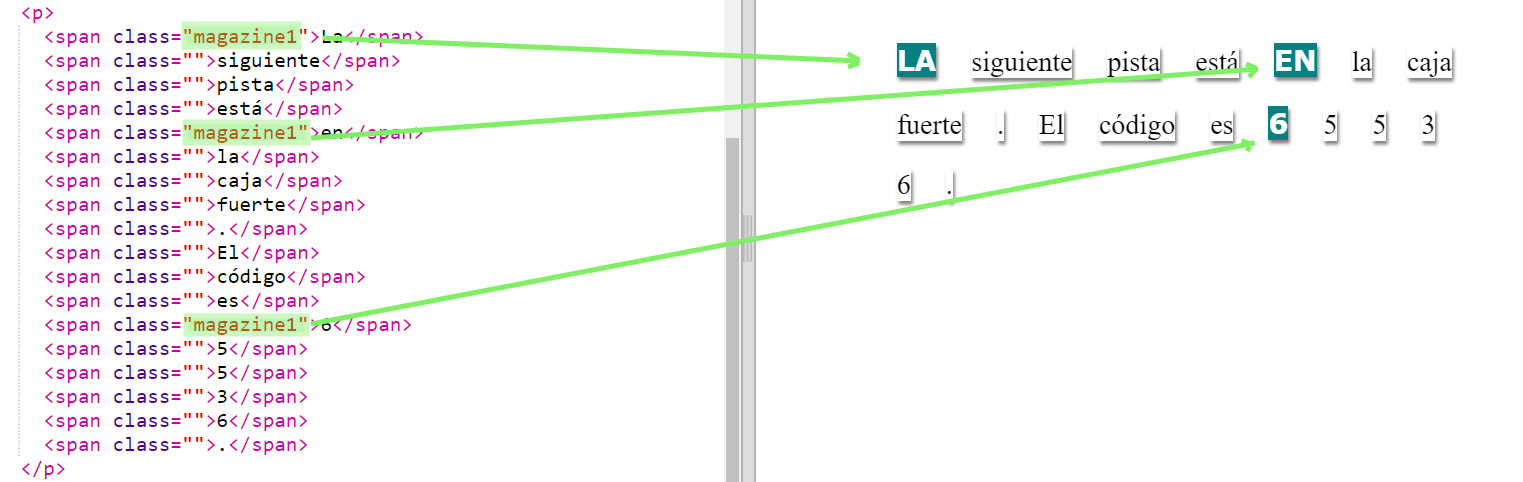 <p>
<span class="magazine1">La</span>
<span class="">siguiente</span>
<span class="">pista</span>
<span class="">está</span>
<span class="magazine1">en</span>
<span class="">la</span>
<span class="">caja</span>
<span class="">fuerte</span>
<span class="">.</span>
<span class="">El</span>
<span class="">código</span>
<span class="">es</span>
<span class="magazine1">6</span>
<span class="">5</span>
<span class="">5</span>
<span class="">3</span>
<span class="">6</span>
<span class="">.</span>
</p>
LA siguiente pista está EN la caja
fuerte . El código es 6 5 5 3
6 .